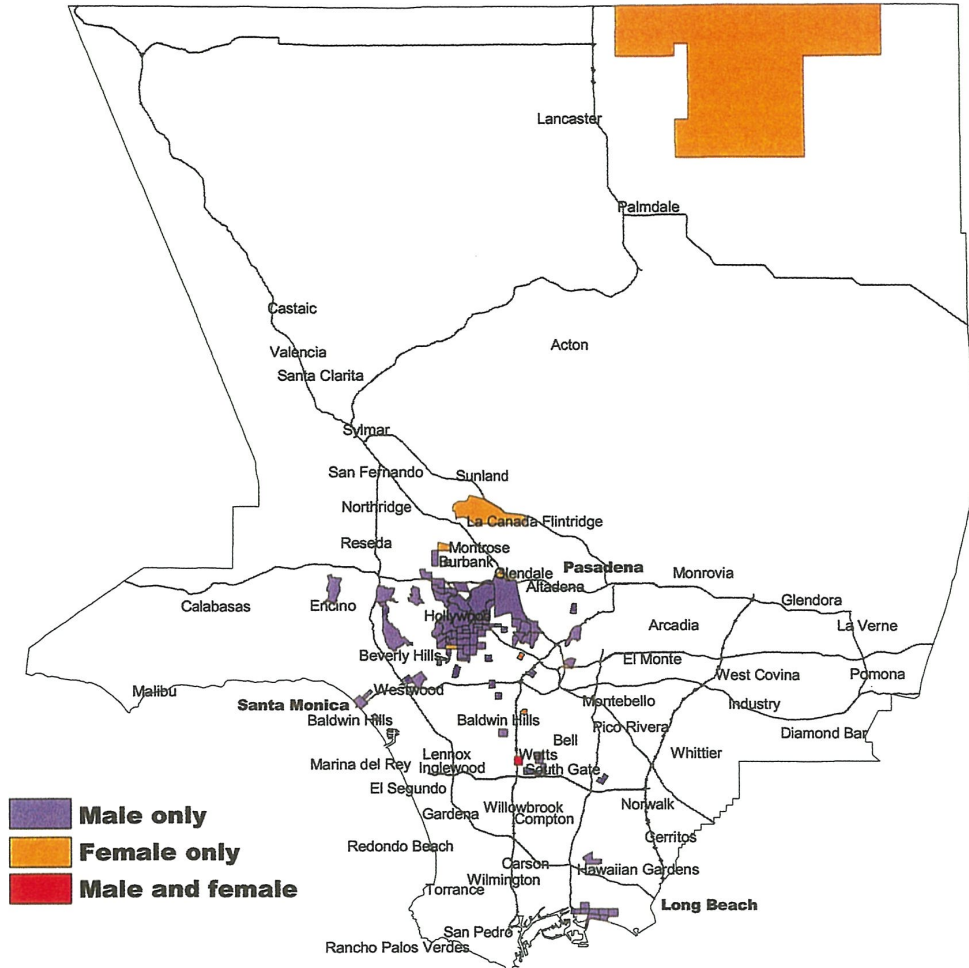 Lancaster
Palmdale
Castaic
Acton
Valencia
Santa Clarita
Sylmar
San Fernando
Sunland
Northridge
La Canada Flintridge
Reseda
Montrose
Burbank
Pasadena
Glendale
Monrovia
Altadena
Calabasas
Encino
Glendora
Hollywood
Arcadia
La Verne
Beverly Hills
El Monte
West Covina
Pomona
Malibu
Westwood
Santa Monica
Montebello
Industry
Baldwin Hills
Baldwin Hills
Pico Rivera
Diamond Bar
Bell
Whittier
Lennox
Watts
Marina del Rey
Inglewood
South Gate
El Segundo
Gardena
Willowbrook
Compton
Norwalk
Male only
Female only
Male and female
Cerritos
Redondo Beach
Carson
Hawaiian Gardens
Wilmington
Torrance
Long Beach
San Pedro
Rancho Palos Verdes